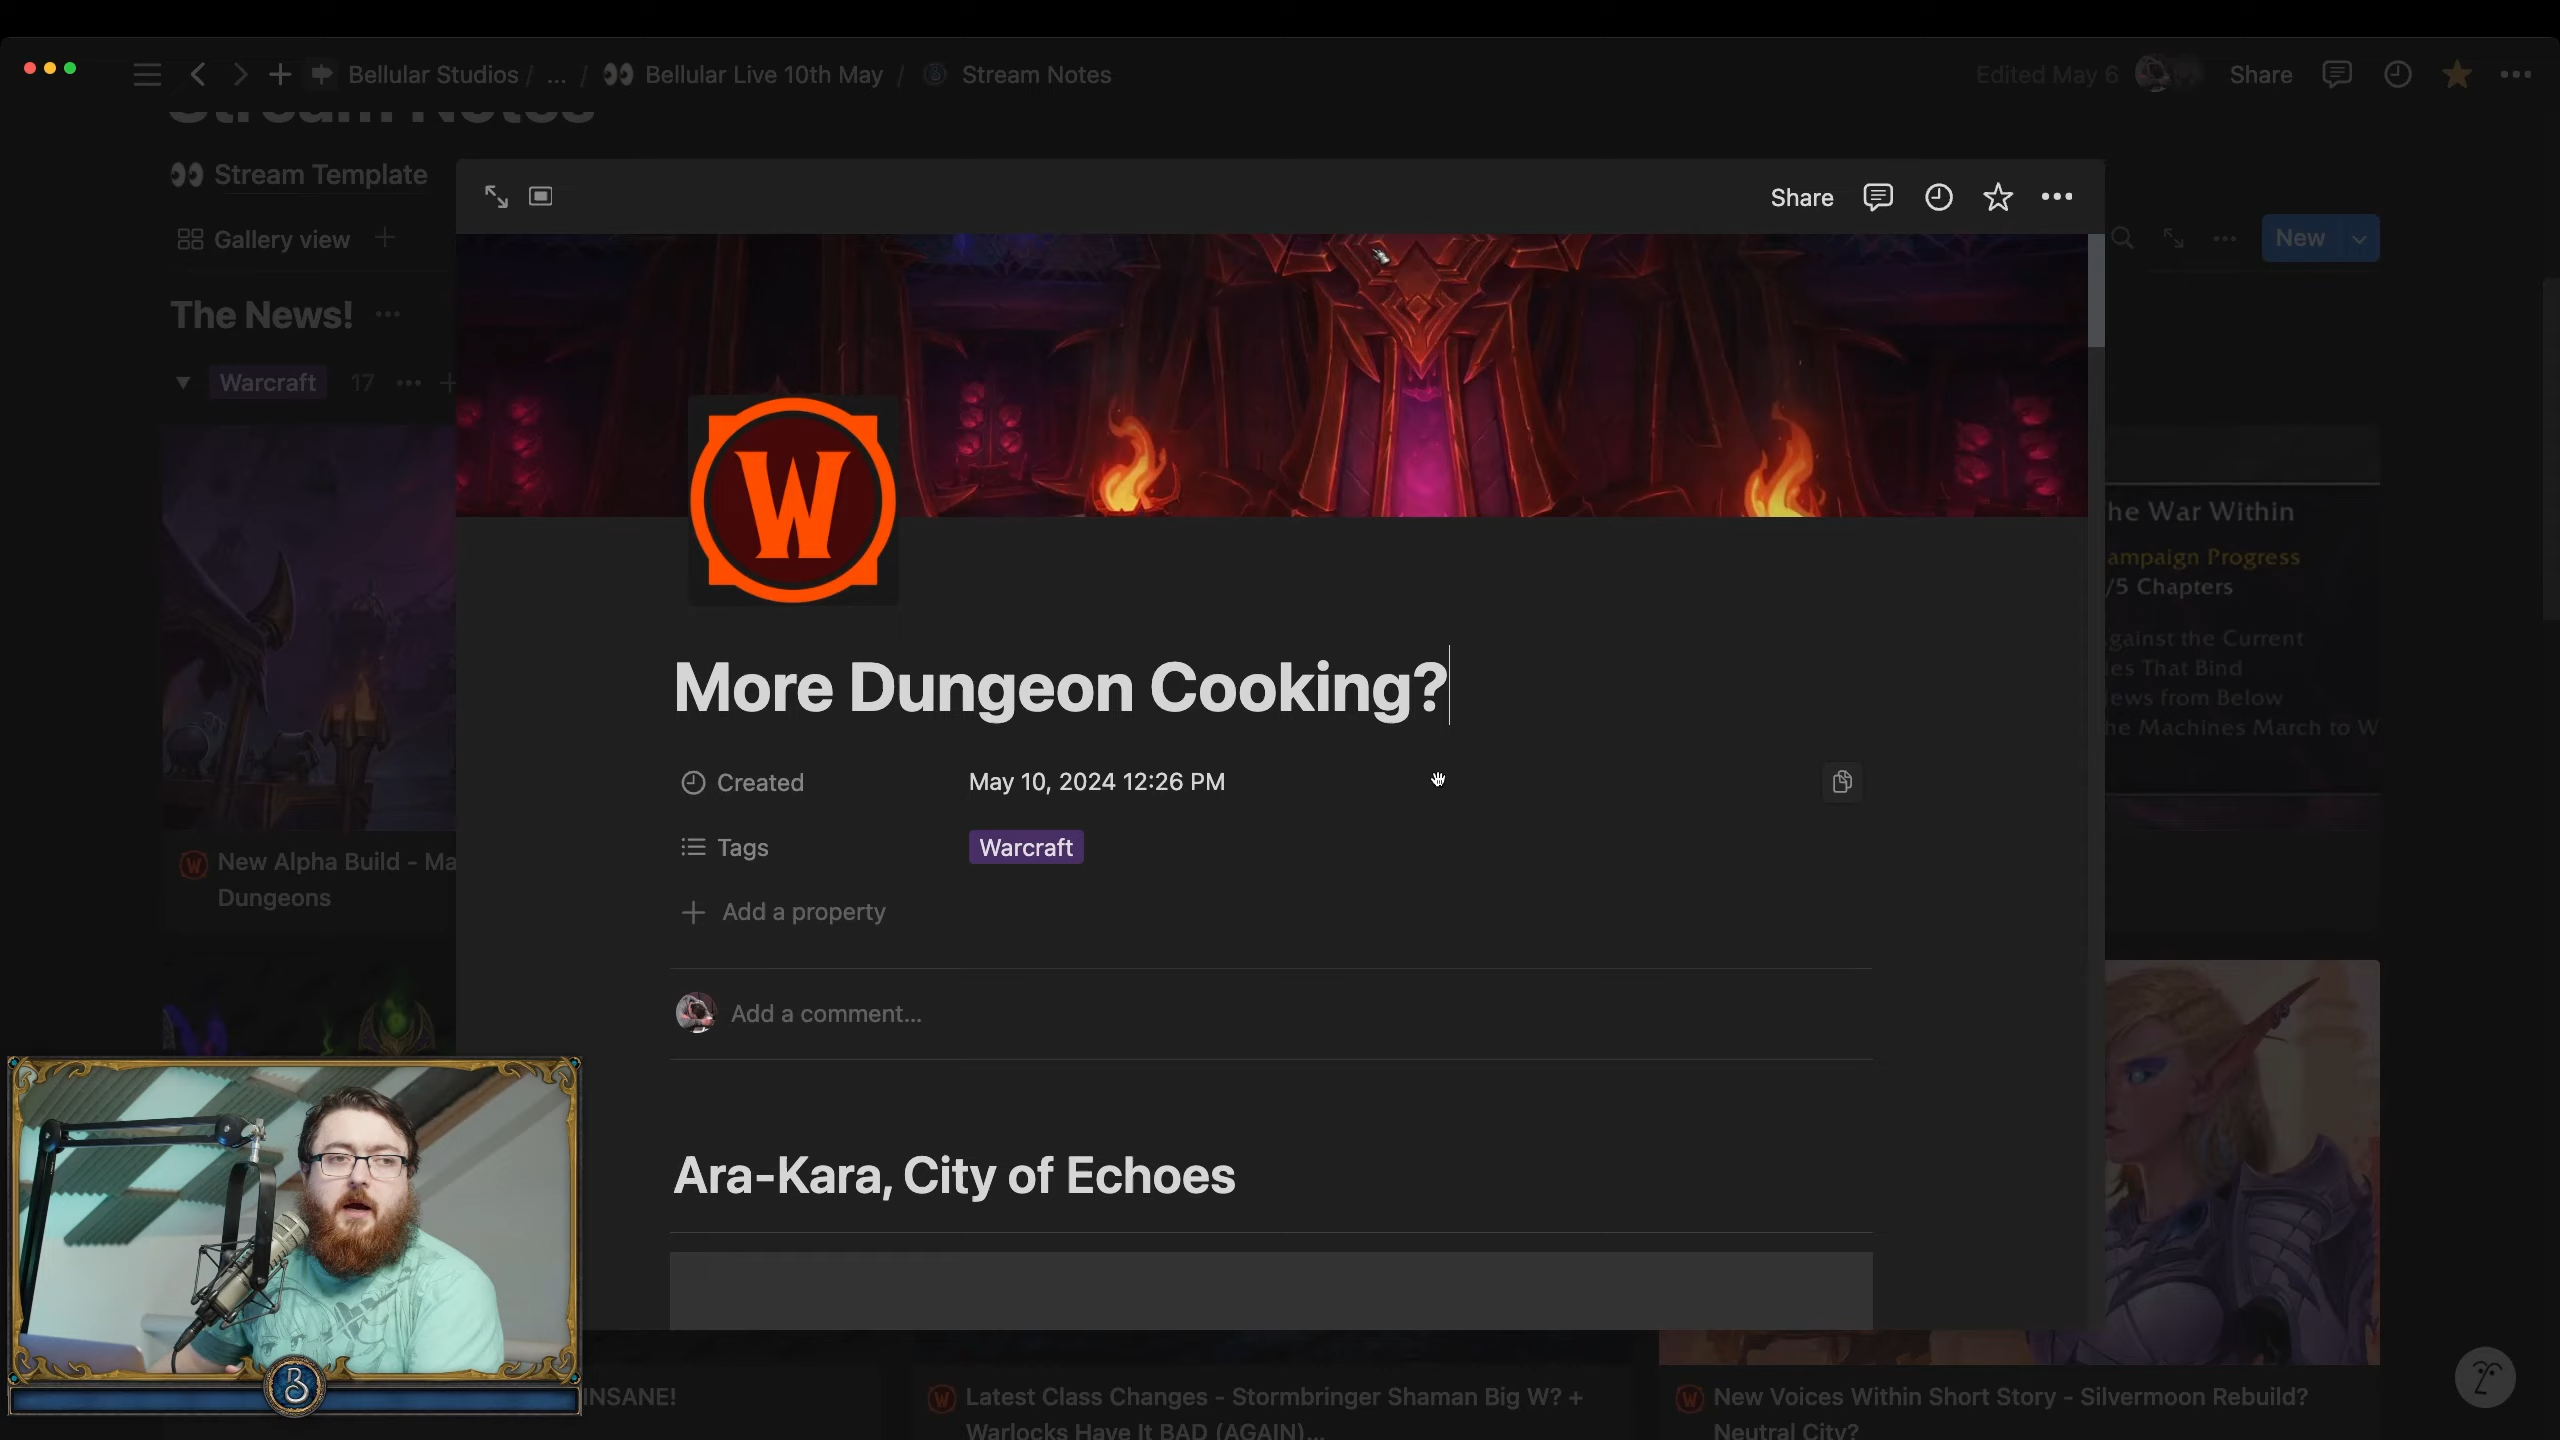 Bellular Studios / ... / Bellular Live 10th May / Stream Notes
Edited May 6
Share
Stream Notes
Stream Template
Gallery view
New
The News!
Warcraft 17
Share
W
More Dungeon Cooking?
Created May 10, 2024 12:26 PM
Tags Warcraft
Add a property
Add a comment...
Ara-Kara, City of Echoes
New Alpha Build - Ma
Dungeons
he War Within
ampaign Progress
/5 Chapters
gainst the Current
ies That Bind
ews from Below
he Machines March to W
B
INSANE!
Latest Class Changes - Stormbringer Shaman Big W? +
Warlocks Have It BAD (AGAIN)...
New Voices Within Short Story - Silvermoon Rebuild?
Neutral City?